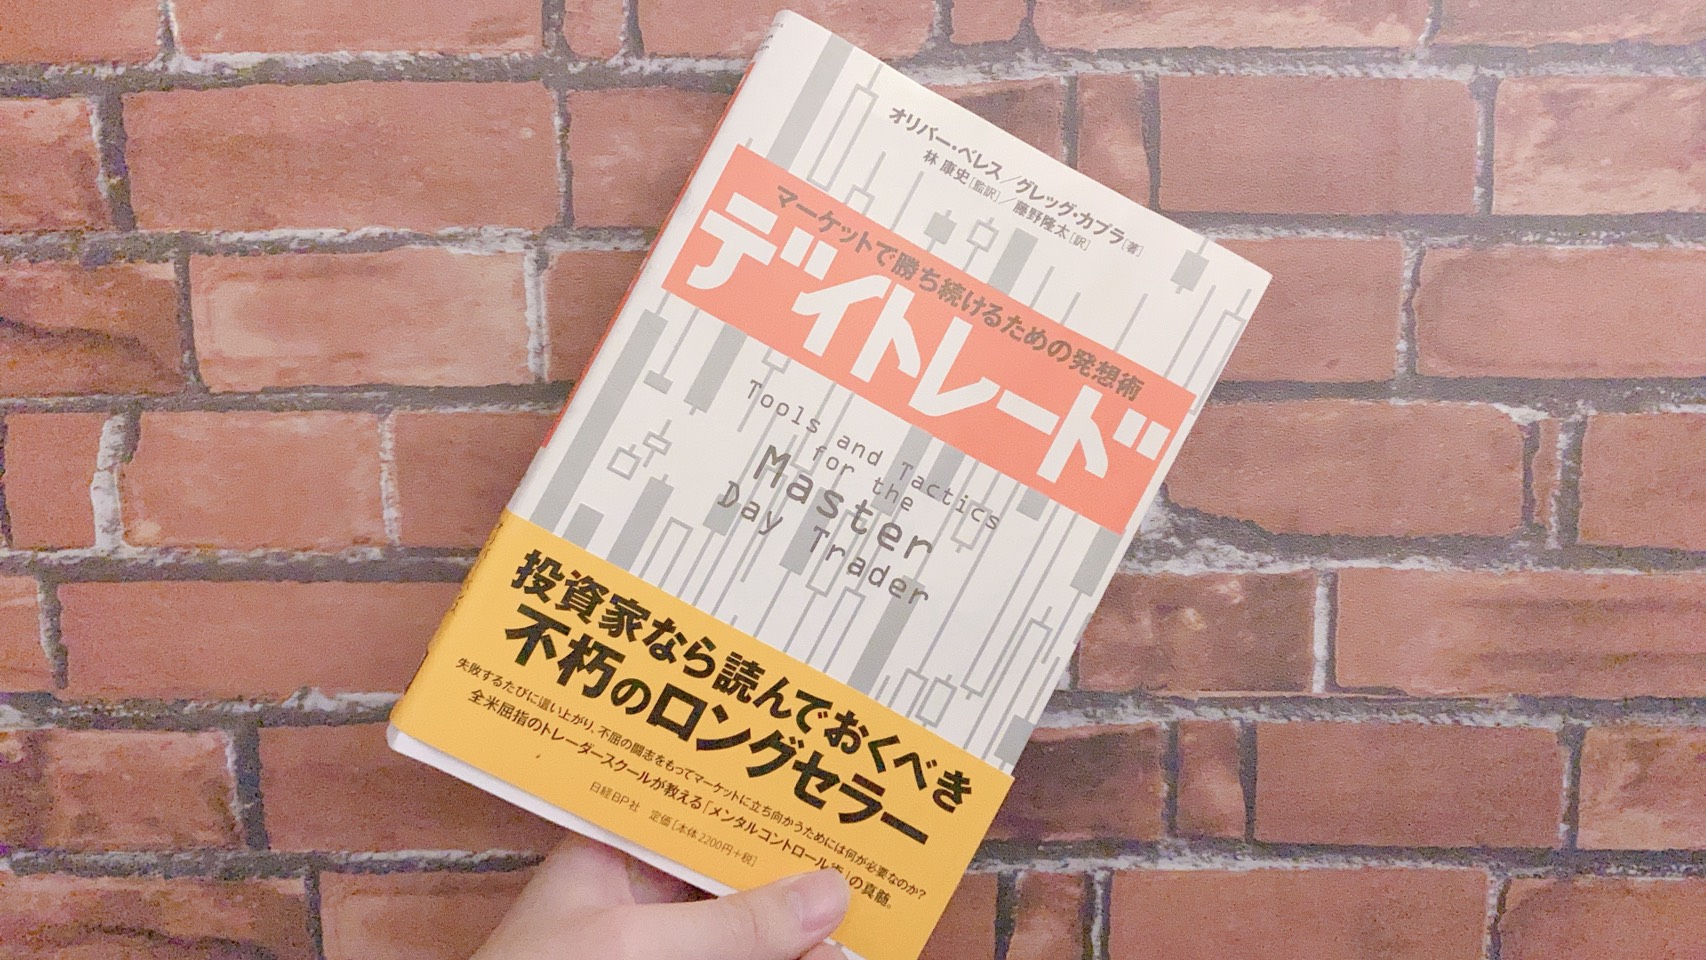 オリバー・ベレス／グレッグ・カプラ[著]
林 康史[監訳]／藤野隆太[訳]
マーケットで勝ち続けるための発想術
デイトレード
Tools and Tactics
for the
Master
Day Trader
投資家なら読んでおくべき
不朽のロングセラー
失敗するたびに這い上がり、不屈の闘志をもってマーケットに立ち向かうためには何が必要なのか?
全米屈指のトレーダースクールが教える「メンタルコントロール術」の真髄。
日経BP社 定価[本体2200円+税]